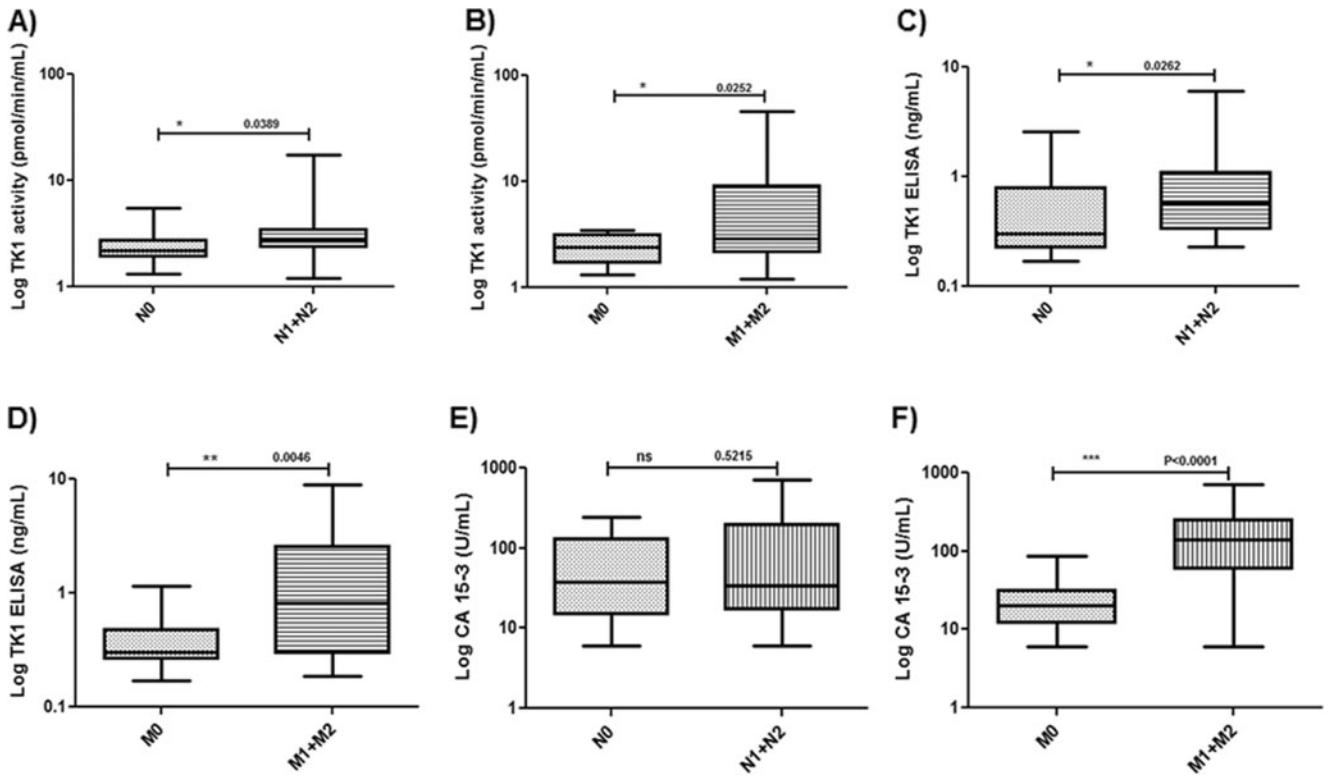 A)
Log TK1 activity (pmol/min/mL)
100
10
1
* 0.0389
N0
N1+N2
B)
Log TK1 activity (pmol/min/mL)
100
10
1
* 0.0252
M0
M1+M2
C)
Log TK1 ELISA (ng/mL)
10
1
0.1
* 0.0262
N0
N1+N2
D)
Log TK1 ELISA (ng/mL)
10
1
0.1
** 0.0046
M0
M1+M2
E)
Log CA 15-3 (U/mL)
1000
100
10
1
ns 0.5215
N0
N1+N2
F)
Log CA 15-3 (U/mL)
1000
100
10
1
*** P<0.0001
M0
M1+M2